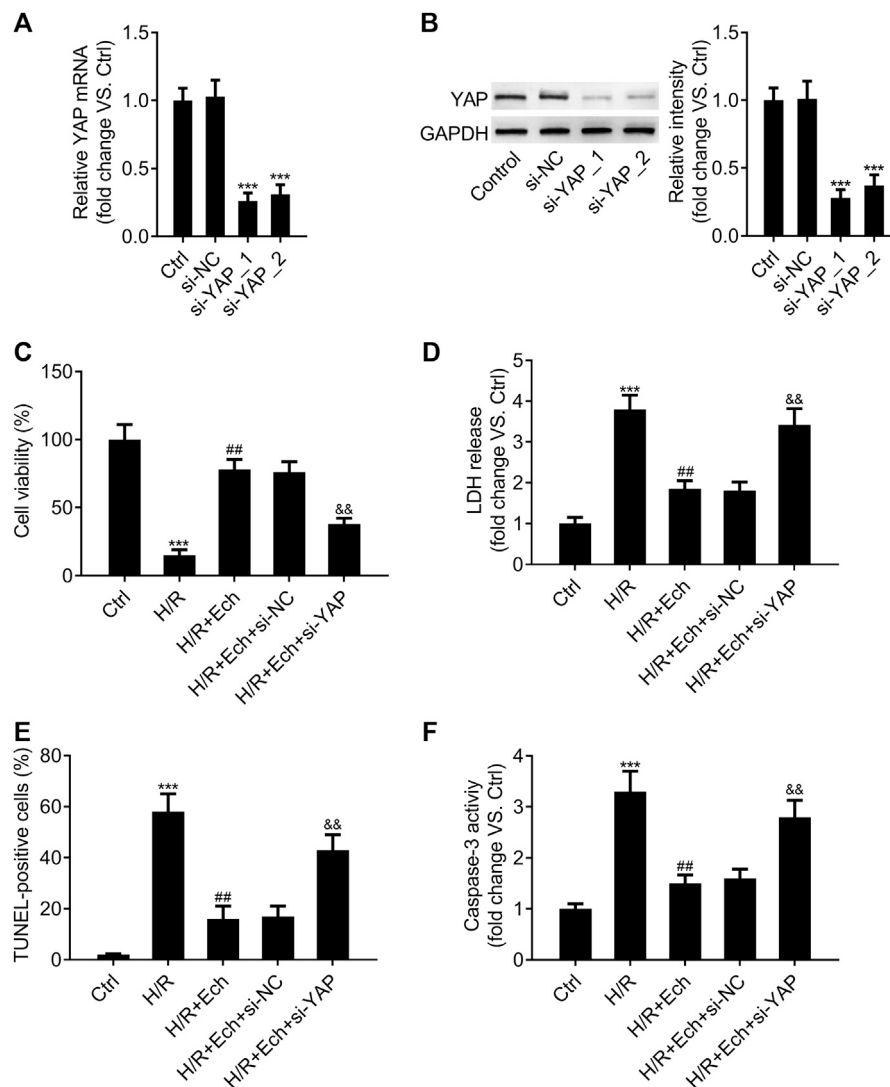 A
Relative YAP mRNA
(fold change VS. Ctrl)
1.5
1.0
0.5
0.0
***
***
Ctrl
si-NC
si-YAP_1
si-YAP_2
B
YAP
GAPDH
Control
si-NC
si-YAP_1
si-YAP_2
Relative intensity
(fold change VS. Ctrl)
1.5
1.0
0.5
0.0
***
***
Ctrl
si-NC
si-YAP_1
si-YAP_2
C
Cell viability (%)
150
100
50
0
***
##
&&
Ctrl
H/R
H/R+Ech
H/R+Ech+si-NC
H/R+Ech+si-YAP
D
LDH release
(fold change VS. Ctrl)
5
4
3
2
1
0
***
##
&&
Ctrl
H/R
H/R+Ech
H/R+Ech+si-NC
H/R+Ech+si-YAP
E
TUNEL-positive cells (%)
80
60
40
20
0
***
##
&&
Ctrl
H/R
H/R+Ech
H/R+Ech+si-NC
H/R+Ech+si-YAP
F
Caspase-3 activiy
(fold change VS. Ctrl)
4
3
2
1
0
***
##
&&
Ctrl
H/R
H/R+Ech
H/R+Ech+si-NC
H/R+Ech+si-YAP